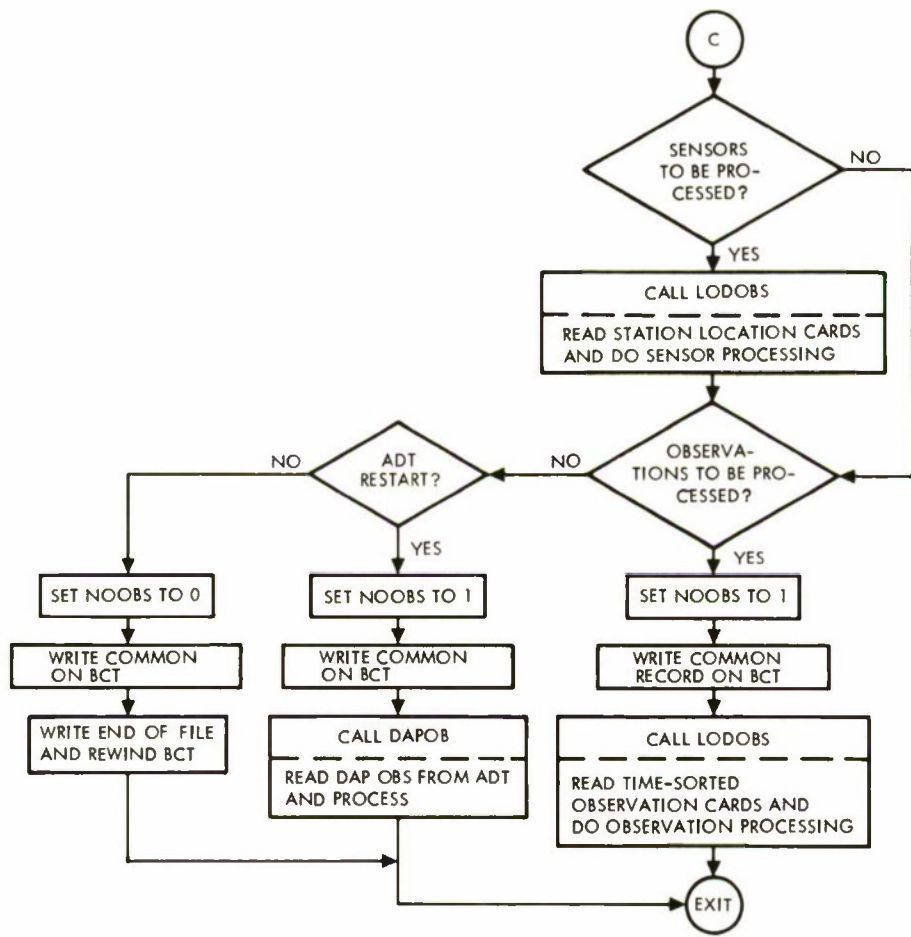 C
SENSORS
TO BE PRO-
CESSED?
NO
YES
CALL LODOBS
READ STATION LOCATION CARDS
AND DO SENSOR PROCESSING
OBSERVA-
TIONS TO BE PRO-
CESSED?
NO
ADT
RESTART?
NO
YES
YES
SET NOOBS TO 0
WRITE COMMON
ON BCT
WRITE END OF FILE
AND REWIND BCT
SET NOOBS TO 1
WRITE COMMON
ON BCT
CALL DAPOB
READ DAP OBS FROM ADT
AND PROCESS
SET NOOBS TO 1
WRITE COMMON
RECORD ON BCT
CALL LODOBS
READ TIME-SORTED
OBSERVATION CARDS AND
DO OBSERVATION PROCESSING
EXIT